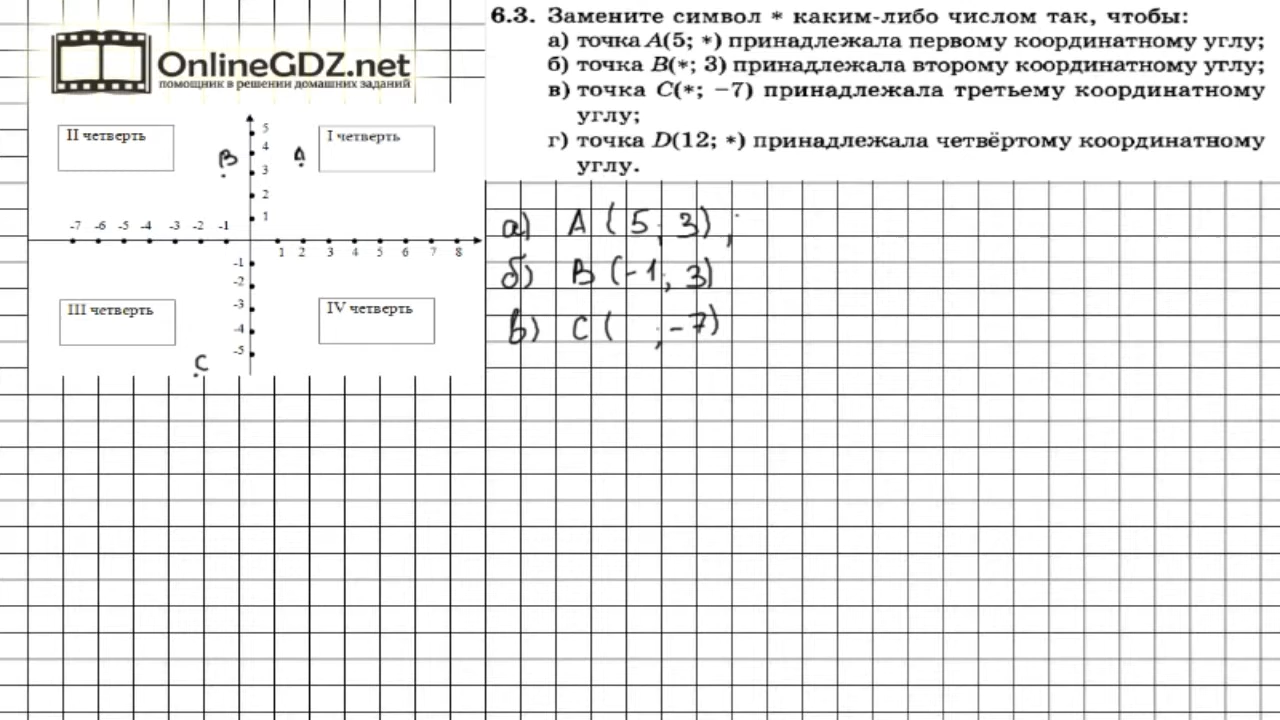 OnlineGDZ.net
помощник в решении домашних заданий
6.3. Замените символ * каким-либо числом так, чтобы:
а) точка A(5; *) принадлежала первому координатному углу;
б) точка B(*; 3) принадлежала второму координатному углу;
в) точка C(*; −7) принадлежала третьему координатному
углу;
г) точка D(12; *) принадлежала четвёртому координатному
углу.
II четверть
I четверть
B
A
5
4
3
2
1
-7 -6 -5 -4 -3 -2 -1
1 2 3 4 5 6 7 8
-1
-2
-3
-4
-5
III четверть
IV четверть
C
а) A (5; 3);
б) B (-1; 3)
в) C ( ; -7)